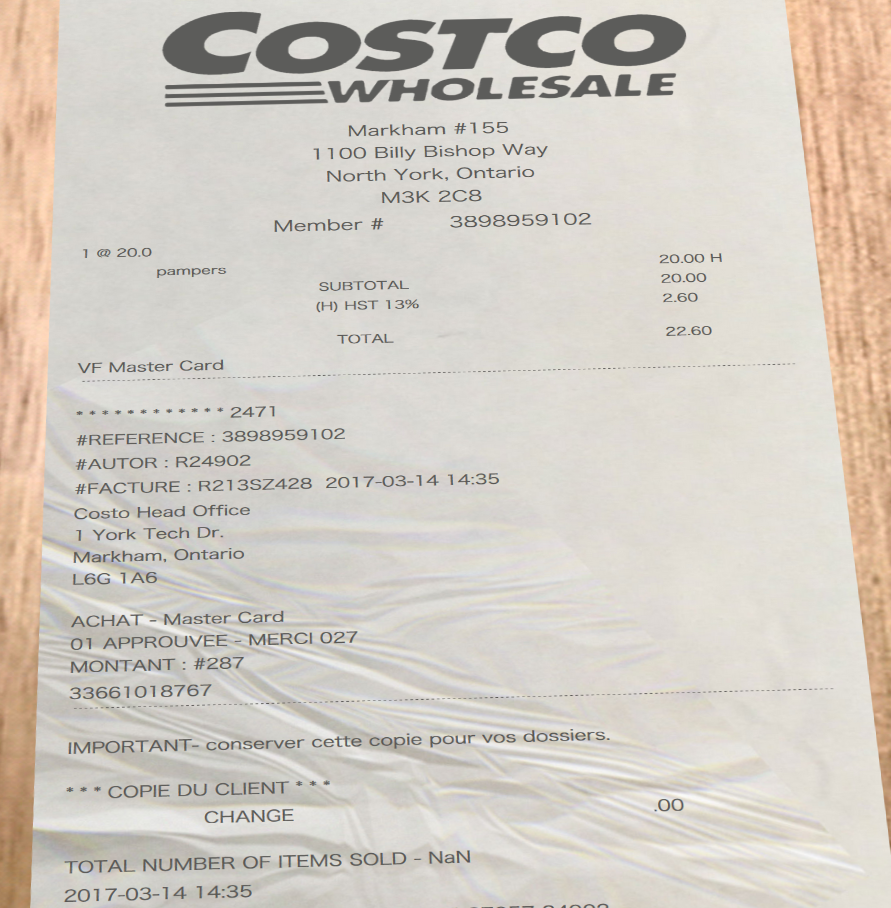 COSTCO
WHOLESALE
Markham #155
1100 Billy Bishop Way
North York, Ontario
M3K 2C8
Member # 3898959102
1 @ 20.0
20.00 H
pampers
SUBTOTAL 20.00
(H) HST 13% 2.60
TOTAL 22.60
VF Master Card
* * * * * * * * * * * * 2471
#REFERENCE : 3898959102
#AUTOR : R24902
#FACTURE : R213SZ428 2017-03-14 14:35
Costo Head Office
1 York Tech Dr.
Markham, Ontario
L6G 1A6
ACHAT - Master Card
01 APPROUVEE - MERCI 027
MONTANT : #287
33661018767
IMPORTANT- conserver cette copie pour vos dossiers.
* * * COPIE DU CLIENT * * *
CHANGE .00
TOTAL NUMBER OF ITEMS SOLD - NaN
2017-03-14 14:35